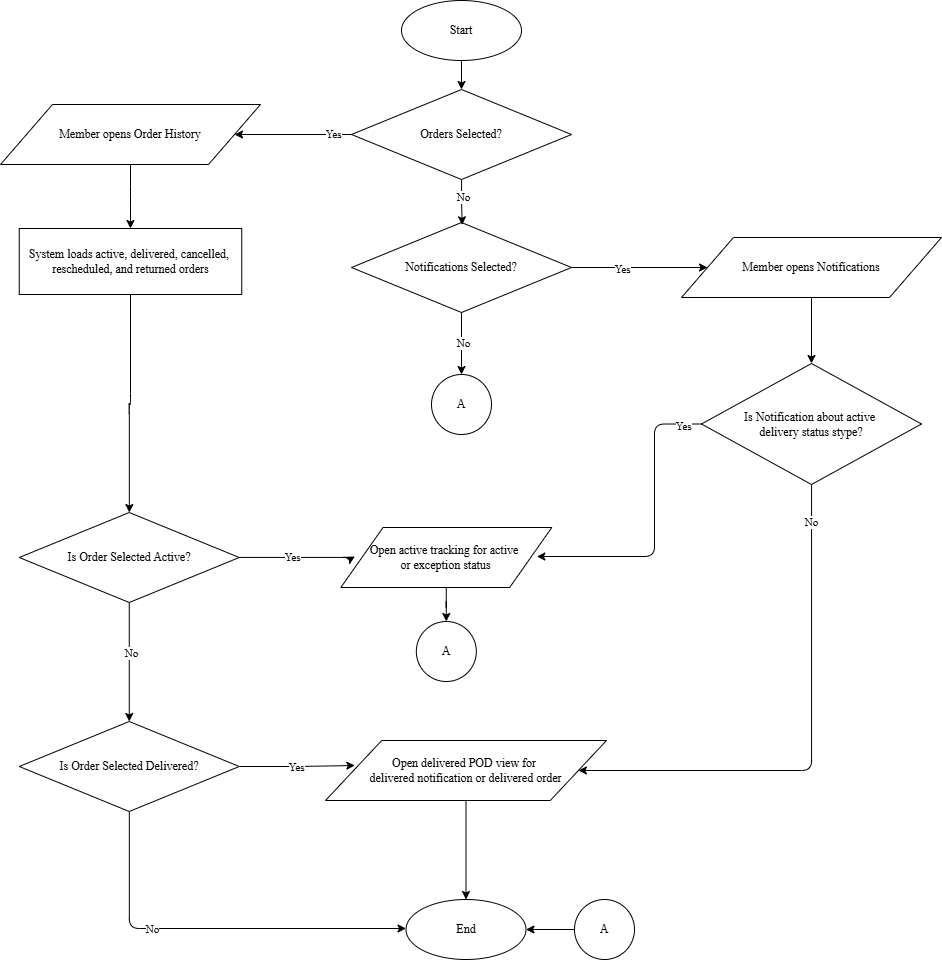 Start
Orders Selected?
Yes
Member opens Order History
No
System loads active, delivered, cancelled,
rescheduled, and returned orders
Notifications Selected?
Yes
Member opens Notifications
No
A
Is Notification about active
delivery status stype?
Yes
No
Is Order Selected Active?
Yes
Open active tracking for active
or exception status
A
No
Is Order Selected Delivered?
Yes
Open delivered POD view for
delivered notification or delivered order
No
End
A